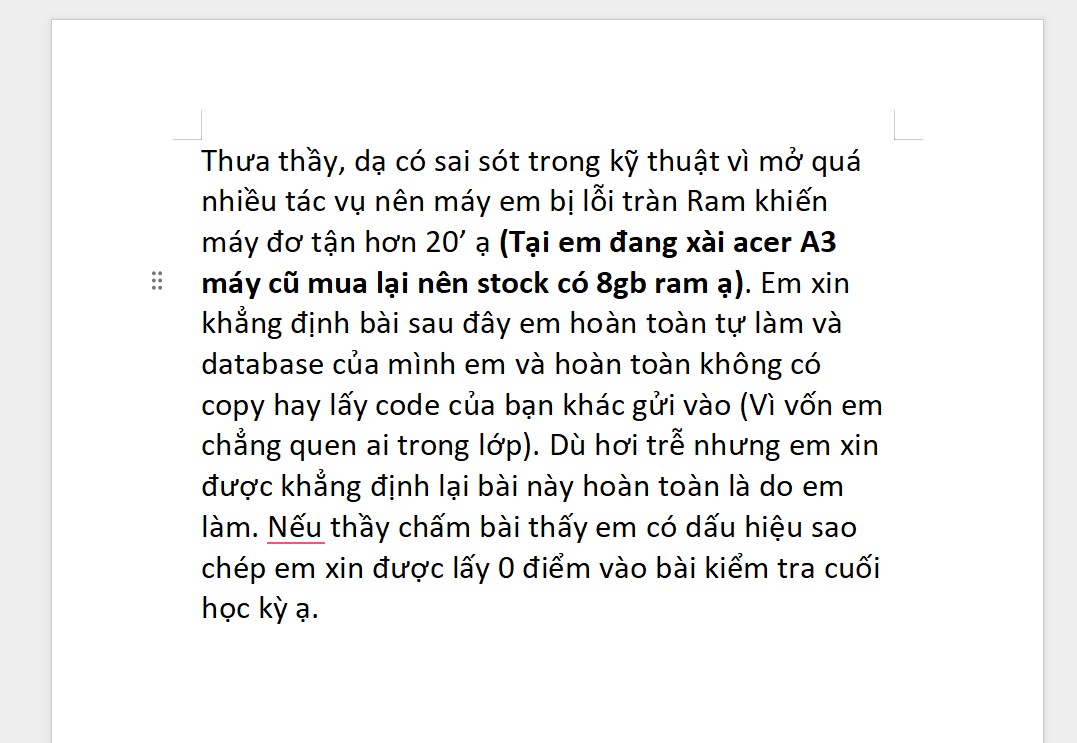 Thưa thầy, dạ có sai sót trong kỹ thuật vì mở quá
nhiều tác vụ nên máy em bị lỗi tràn Ram khiến
máy đơ tận hơn 20’ ạ (Tại em đang xài acer A3
máy cũ mua lại nên stock có 8gb ram ạ). Em xin
khẳng định bài sau đây em hoàn toàn tự làm và
database của mình em và hoàn toàn không có
copy hay lấy code của bạn khác gửi vào (Vì vốn em
chẳng quen ai trong lớp). Dù hơi trễ nhưng em xin
được khẳng định lại bài này hoàn toàn là do em
làm. Nếu thầy chấm bài thấy em có dấu hiệu sao
chép em xin được lấy 0 điểm vào bài kiểm tra cuối
học kỳ ạ.